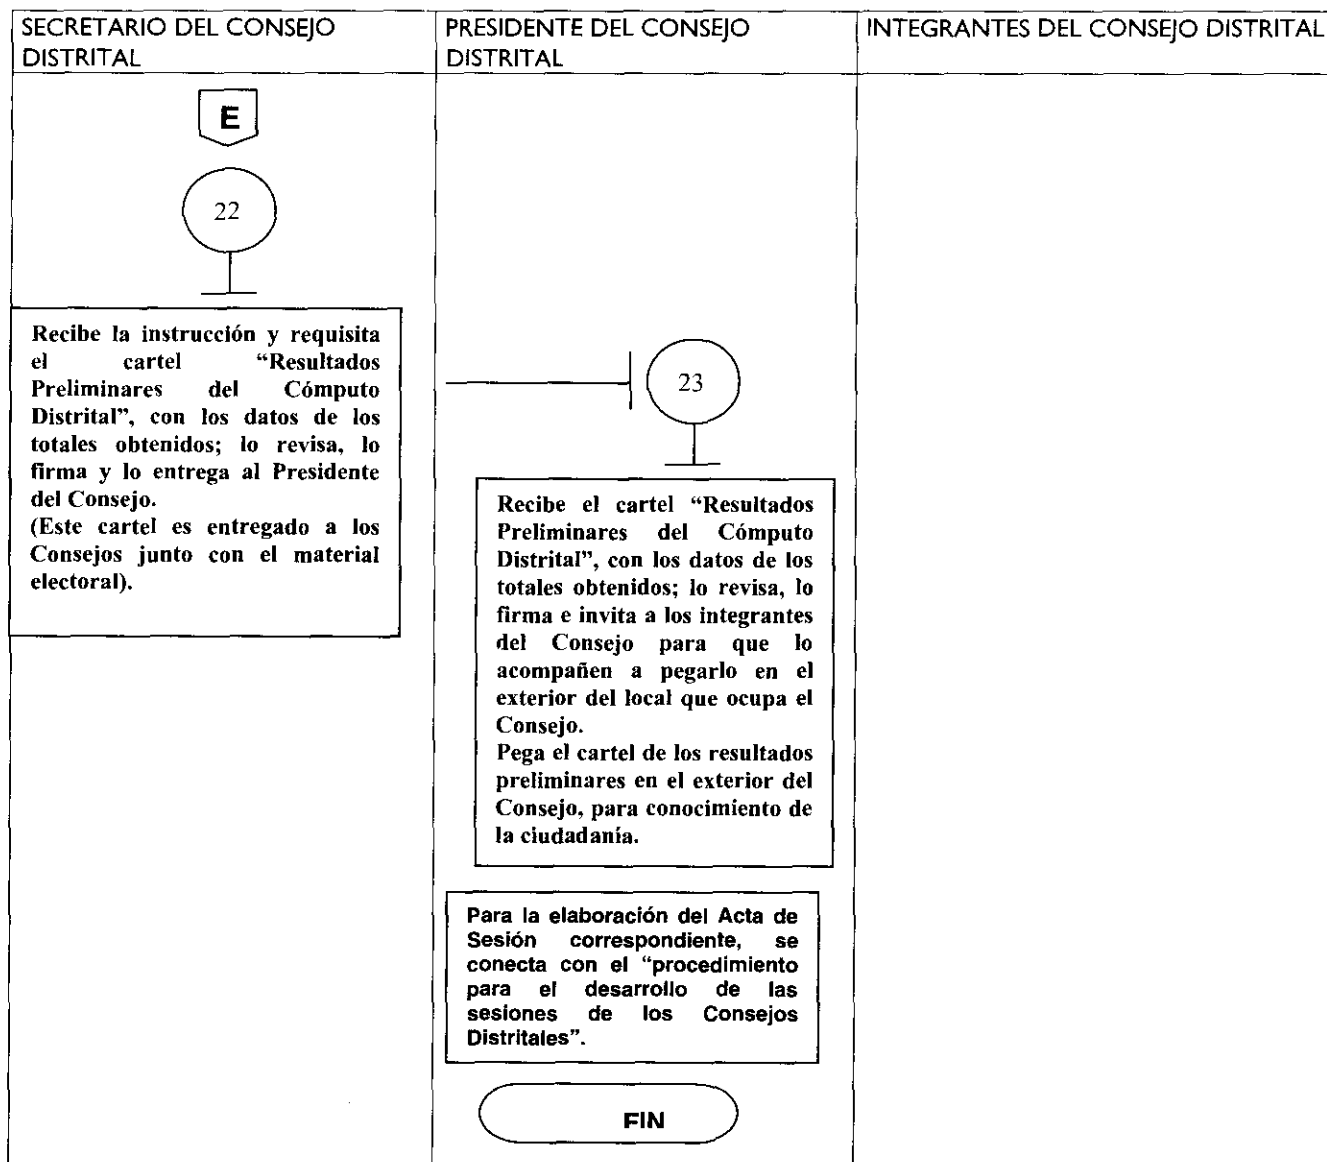 SECRETARIO DEL CONSEJO
DISTRITAL
PRESIDENTE DEL CONSEJO
DISTRITAL
INTEGRANTES DEL CONSEJO DISTRITAL
E
22
Recibe la instrucción y requisita
el cartel “Resultados
Preliminares del Cómputo
Distrital”, con los datos de los
totales obtenidos; lo revisa, lo
firma y lo entrega al Presidente
del Consejo.
(Este cartel es entregado a los
Consejos junto con el material
electoral).
23
Recibe el cartel “Resultados
Preliminares del Cómputo
Distrital”, con los datos de los
totales obtenidos; lo revisa, lo
firma e invita a los integrantes
del Consejo para que lo
acompañen a pegarlo en el
exterior del local que ocupa el
Consejo.
Pega el cartel de los resultados
preliminares en el exterior del
Consejo, para conocimiento de
la ciudadanía.
Para la elaboración del Acta de
Sesión correspondiente, se
conecta con el “procedimiento
para el desarrollo de las
sesiones de los Consejos
Distritales”.
FIN